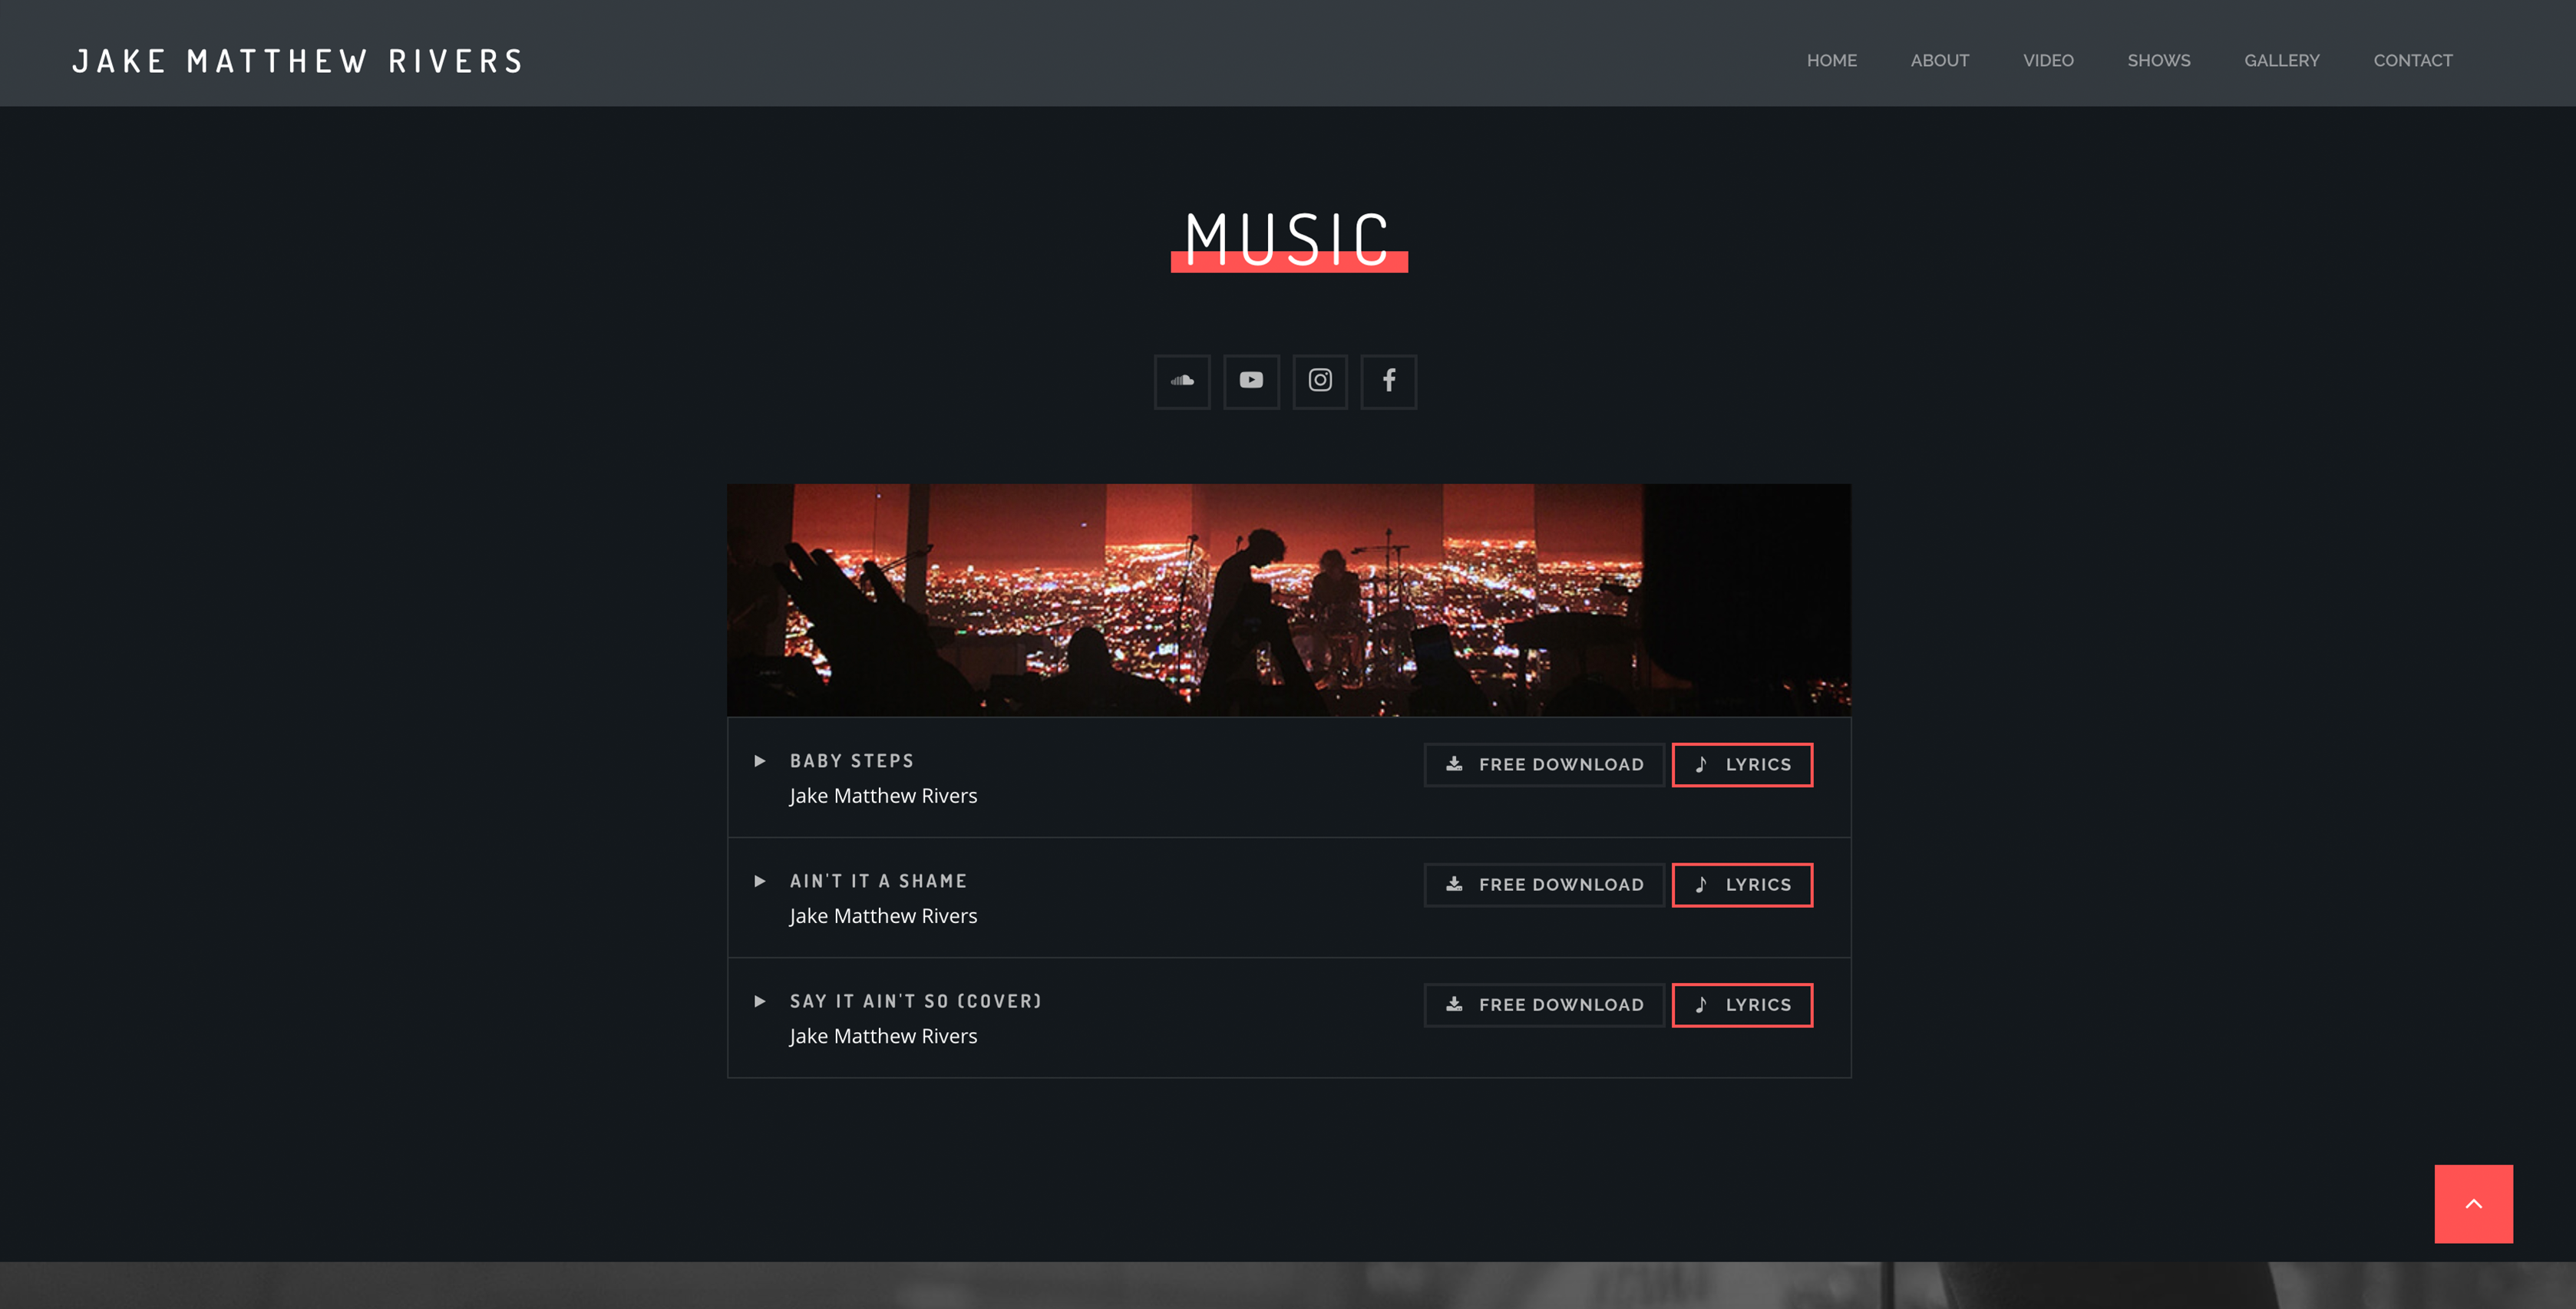 JAKE MATTHEW RIVERS
HOME ABOUT VIDEO SHOWS GALLERY CONTACT
MUSIC
BABY STEPS
Jake Matthew Rivers
FREE DOWNLOAD
LYRICS
AIN'T IT A SHAME
Jake Matthew Rivers
FREE DOWNLOAD
LYRICS
SAY IT AIN'T SO (COVER)
Jake Matthew Rivers
FREE DOWNLOAD
LYRICS